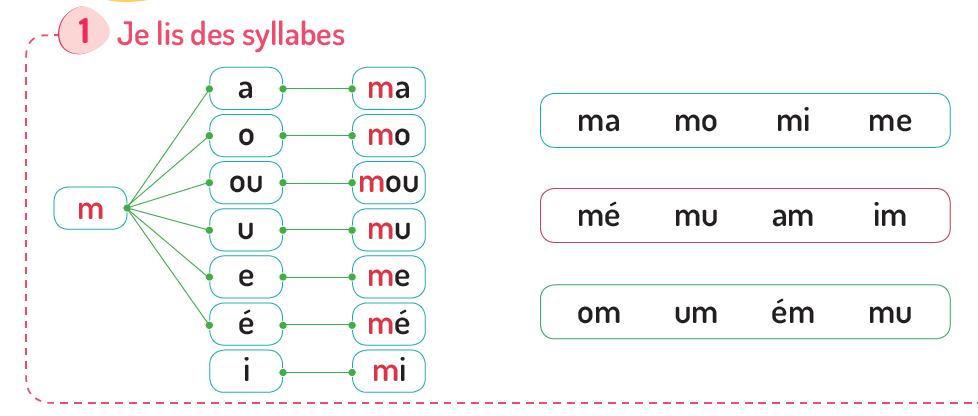 1 Je lis des syllabes
m
a ma
o mo
ou mou
u mu
e me
é mé
i mi
ma mo mi me
mé mu am im
om um ém mu